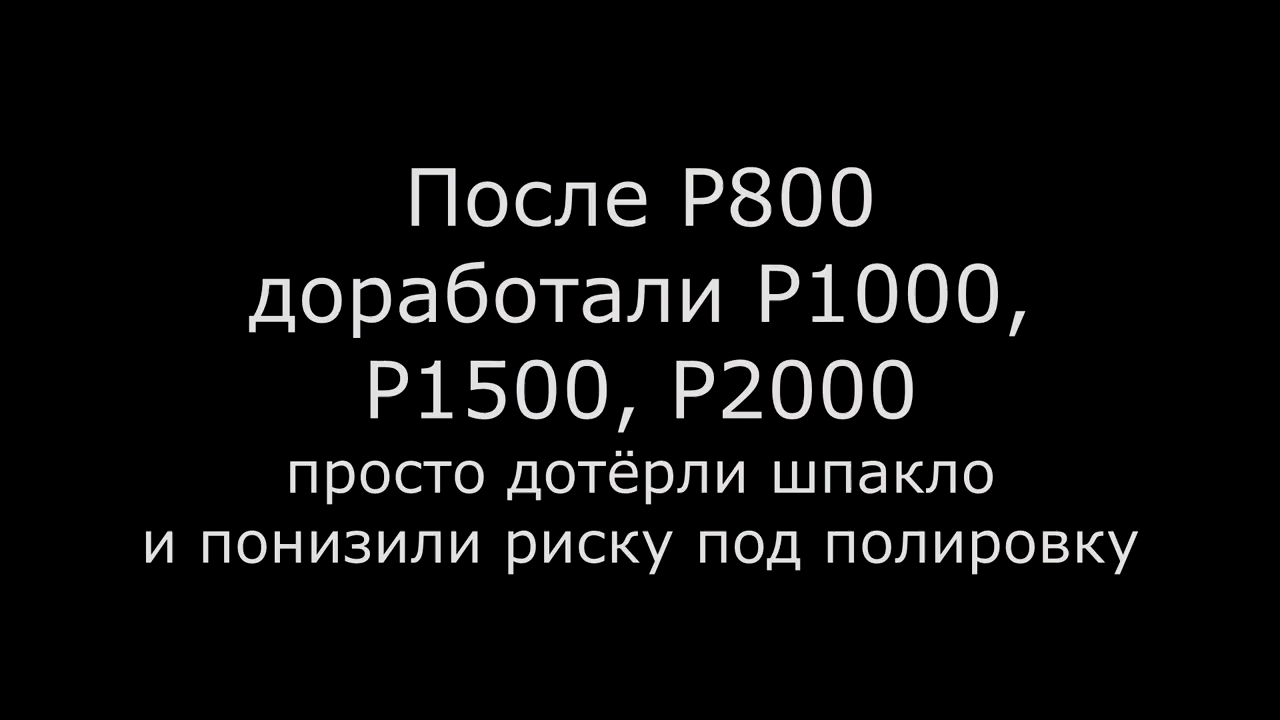 После Р800
доработали Р1000,
Р1500, Р2000
просто дотёрли шпакло
и понизили риску под полировку